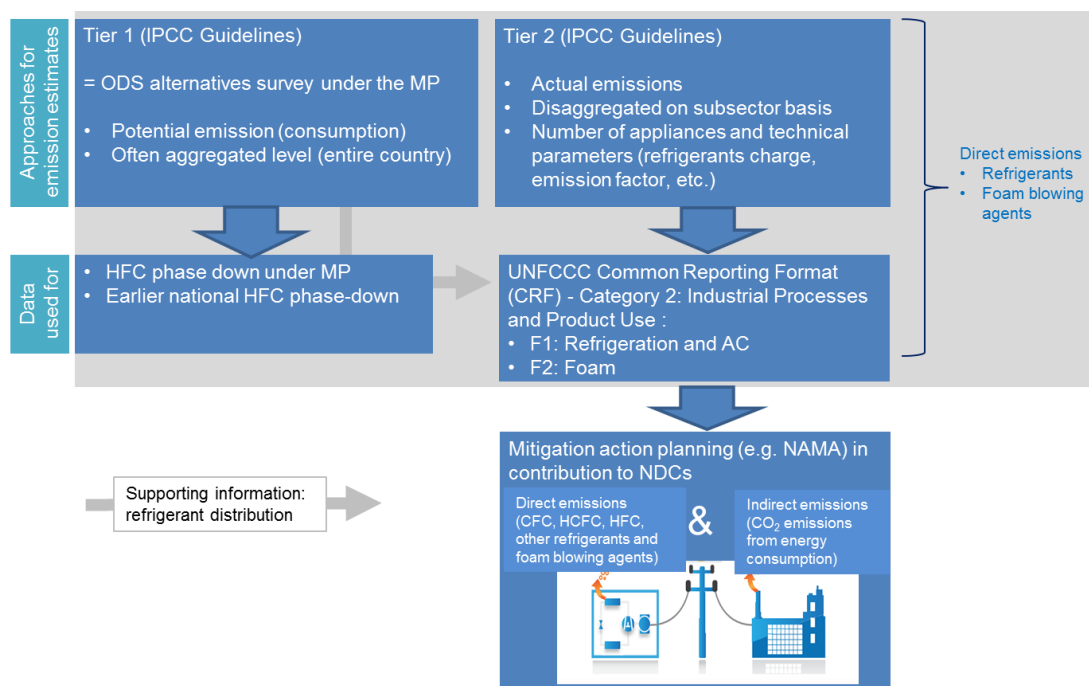 Approaches for
emission estimates
Tier 1 (IPCC Guidelines)
= ODS alternatives survey under the MP
• Potential emission (consumption)
• Often aggregated level (entire country)
Tier 2 (IPCC Guidelines)
• Actual emissions
• Disaggregated on subsector basis
• Number of appliances and technical
parameters (refrigerants charge,
emission factor, etc.)
Direct emissions
• Refrigerants
• Foam blowing
agents
Data
used for
• HFC phase down under MP
• Earlier national HFC phase-down
UNFCCC Common Reporting Format
(CRF) - Category 2: Industrial Processes
and Product Use :
• F1: Refrigeration and AC
• F2: Foam
Supporting information:
refrigerant distribution
Mitigation action planning (e.g. NAMA) in
contribution to NDCs
Direct emissions
(CFC, HCFC, HFC,
other refrigerants and
foam blowing agents)
&
Indirect emissions
(CO₂ emissions
from energy
consumption)